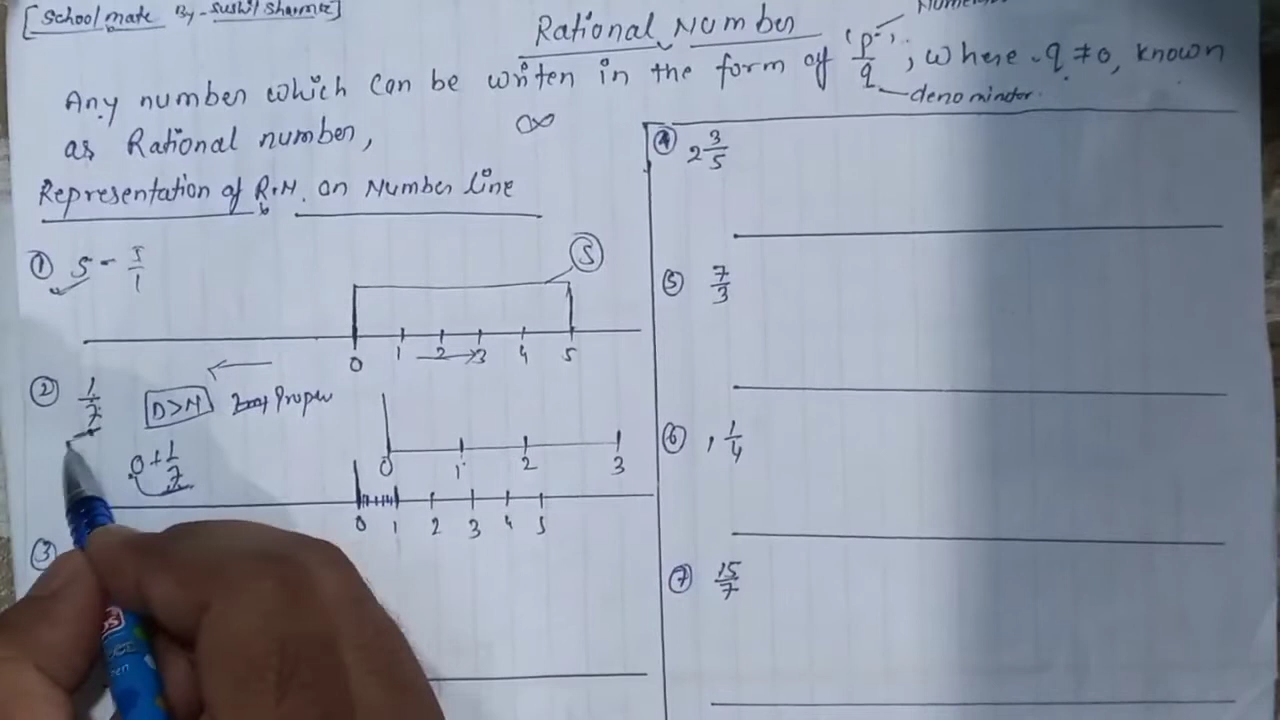 [School mate By - Sushil Sharma]
Rational Number
Any number which can be writen in the form of 'p/q', where q ≠ 0, known
denominator.
as Rational number,
∞
Representation of R.N. on Number line
① 5 - 5/1
5
0 1 2 3 4 5
② 1/7 D>N Proper
0 + 1/7
0 1 2 3
0 1 2 3 4 5
③
④ 2 3/5
⑤ 7/3
⑥ 1/4
⑦ 15/7